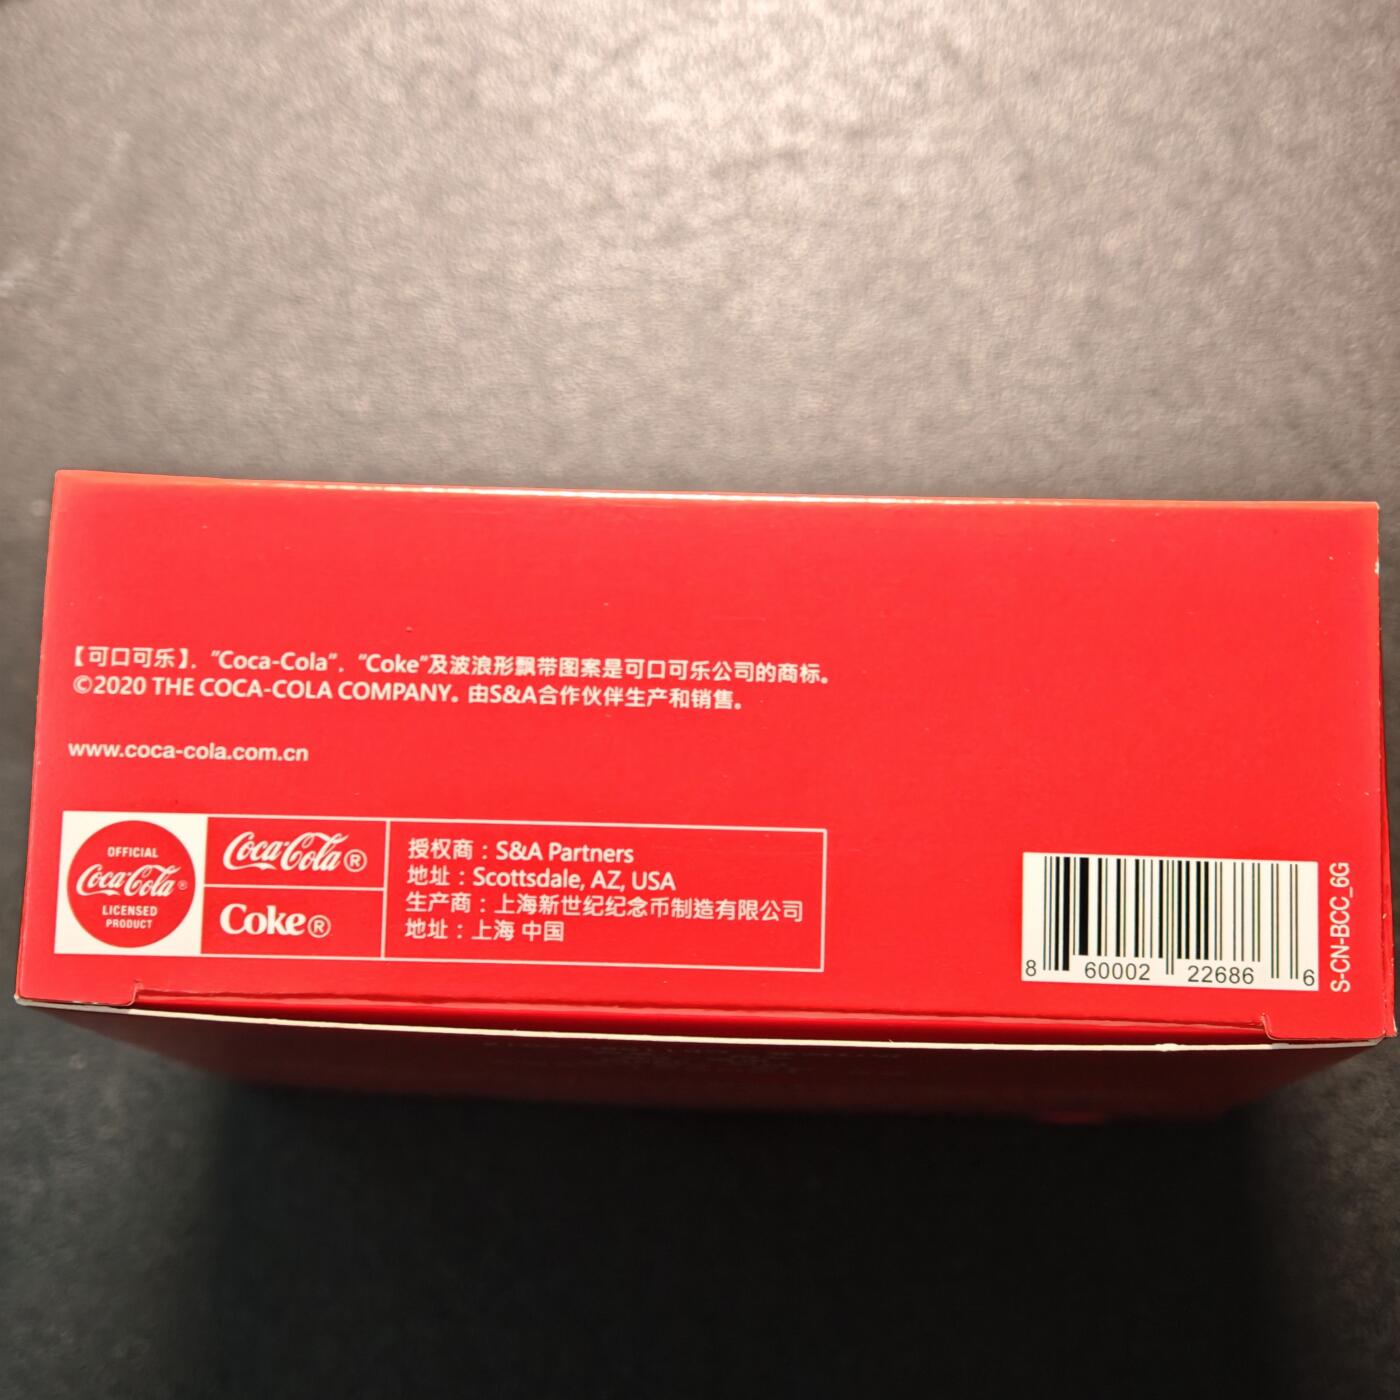 【可口可乐】. "Coca-Cola". "Coke"及波浪形飘带图案是可口可乐公司的商标。
©2020 THE COCA-COLA COMPANY. 由S&A合作伙伴生产和销售。
www.coca-cola.com.cn
OFFICIAL
Coca-Cola®
LICENSED
PRODUCT
Coca-Cola®
Coke®
授权商：S&A Partners
地址：Scottsdale, AZ, USA
生产商：上海新世纪纪念币制造有限公司
地址：上海 中国
8 60002 22686 6
S-CN-BCC_6G